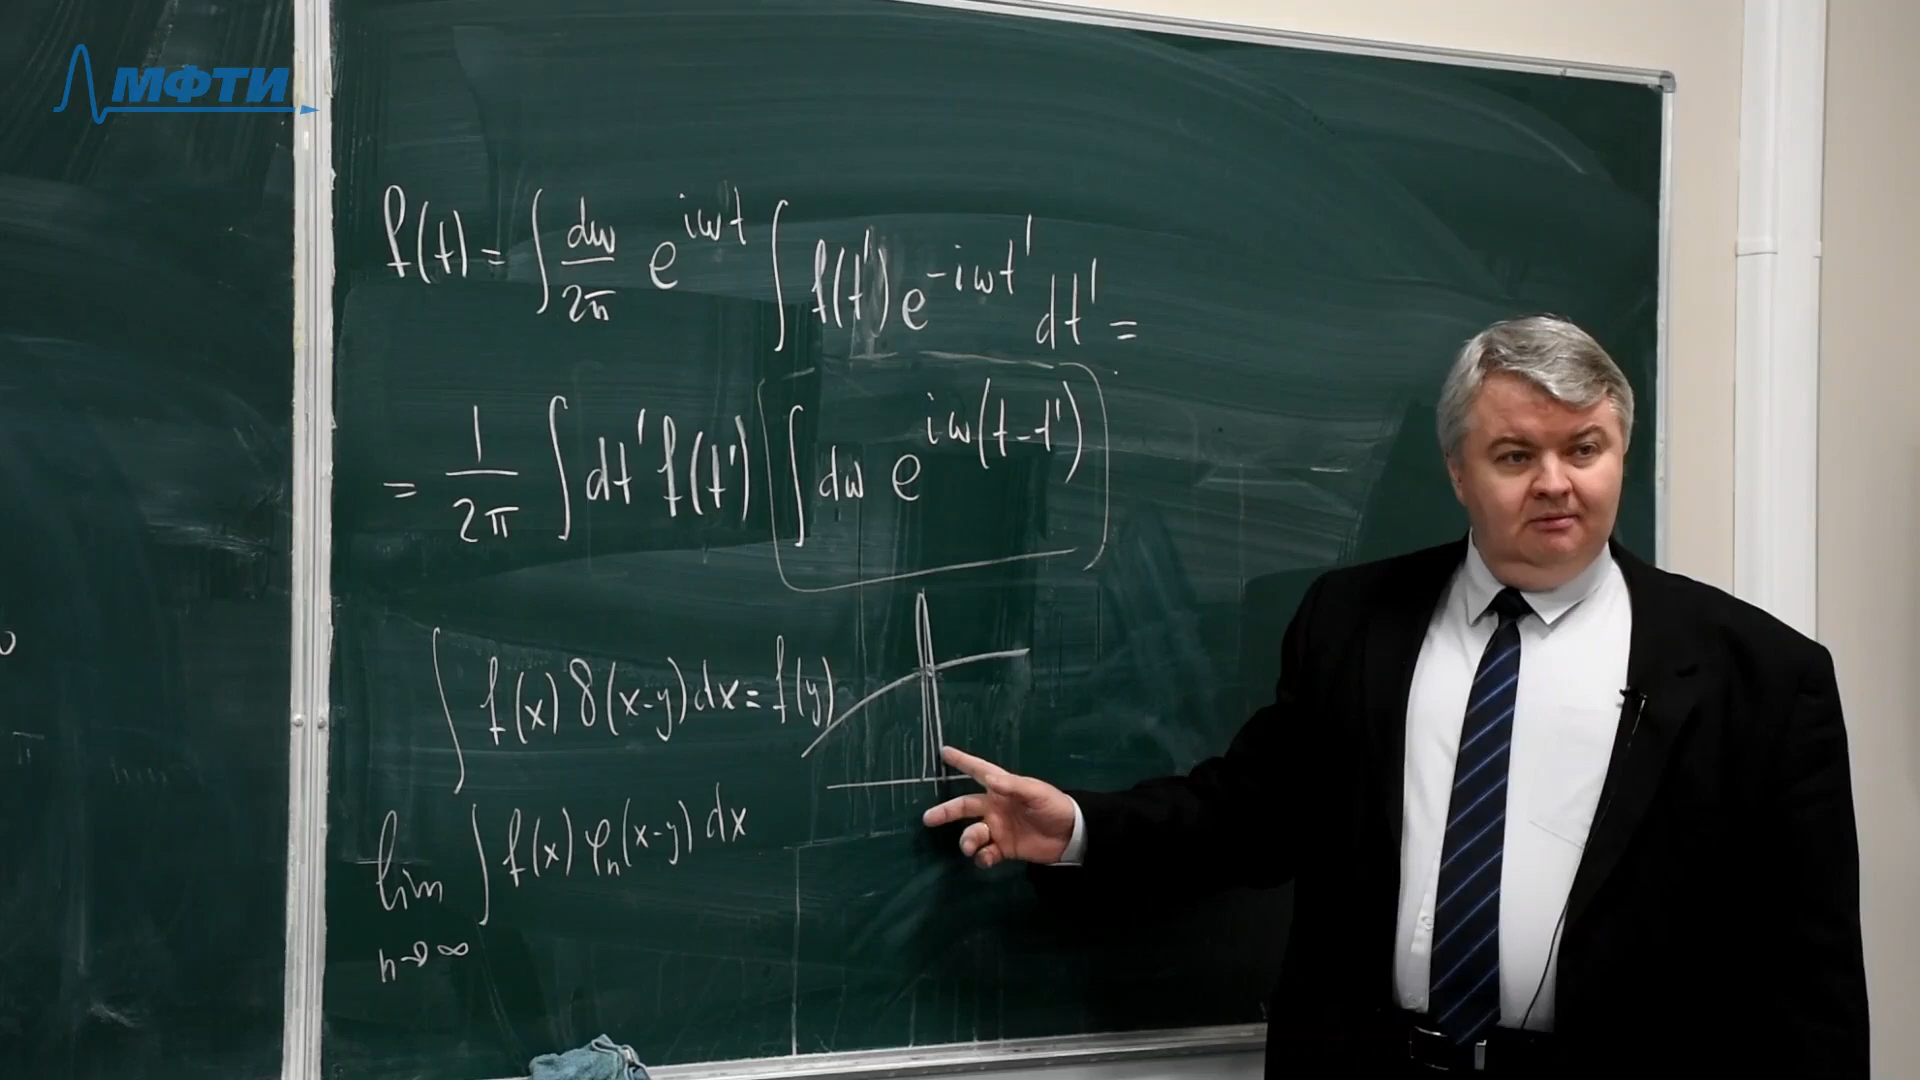 МФТИ
f(t) = ∫ dω/2π e^{iωt} ∫ f(t') e^{-iωt'} dt' =
= 1/2π ∫ dt' f(t') ∫ dω e^{iω(t-t')}
∫ f(x) δ(x-y) dx = f(y)
lim n→∞ ∫ f(x) φ_n(x-y) dx